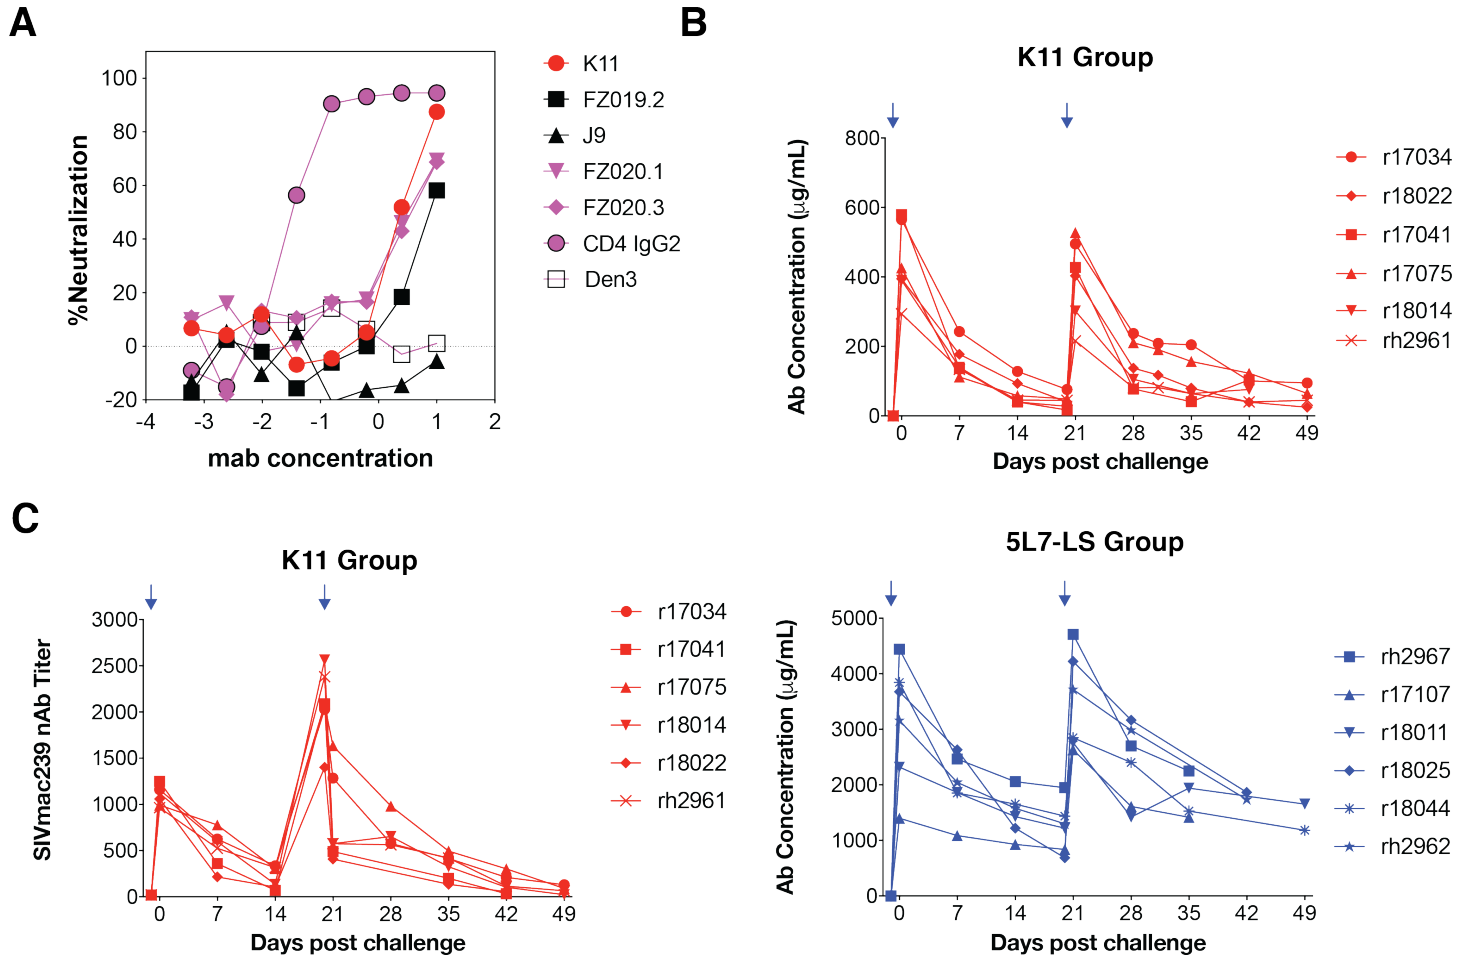 A
100
80
60
40
20
0
-20
-4
-3
-2
-1
0
1
2
%Neutralization
mab concentration
K11
FZ019.2
J9
FZ020.1
FZ020.3
CD4 IgG2
Den3
B
K11 Group
800
600
400
200
0
0
7
14
21
28
35
42
49
Ab Concentration (μg/mL)
Days post challenge
r17034
r18022
r17041
r17075
r18014
rh2961
C
K11 Group
3000
2500
2000
1500
1000
500
0
0
7
14
21
28
35
42
49
SIVmac239 nAb Titer
Days post challenge
r17034
r17041
r17075
r18014
r18022
rh2961
5L7-LS Group
5000
4000
3000
2000
1000
0
0
7
14
21
28
35
42
49
Ab Concentration (μg/mL)
Days post challenge
rh2967
r17107
r18011
r18025
r18044
rh2962